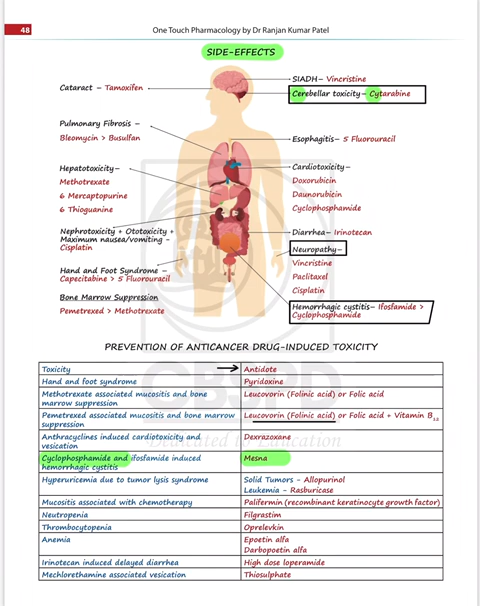 48
One Touch Pharmacology by Dr Ranjan Kumar Patel
SIDE-EFFECTS
Cataract – Tamoxifen
Pulmonary Fibrosis –
Bleomycin > Busulfan
Hepatotoxicity–
Methotrexate
6 Mercaptopurine
6 Thioguanine
Nephrotoxicity + Ototoxicity +
Maximum nausea/vomiting -
Cisplatin
Hand and Foot Syndrome –
Capecitabine > 5 Fluorouracil
Bone Marrow Suppression
Pemetrexed > Methotrexate
SIADH– Vincristine
Cerebellar toxicity– Cytarabine
Esophagitis– 5 Fluorouracil
Cardiotoxicity–
Doxorubicin
Daunorubicin
Cyclophosphamide
Diarrhea– Irinotecan
Neuropathy–
Vincristine
Paclitaxel
Cisplatin
Hemorrhagic cystitis– Ifosfamide >
Cyclophosphamide
PREVENTION OF ANTICANCER DRUG-INDUCED TOXICITY
Toxicity Antidote
Hand and foot syndrome Pyridoxine
Methotrexate associated mucositis and bone Leucovorin (Folinic acid) or Folic acid
marrow suppression
Pemetrexed associated mucositis and bone marrow Leucovorin (Folinic acid) or Folic acid + Vitamin B₁₂
suppression
Anthracyclines induced cardiotoxicity and Dexrazoxane
vesication
Cyclophosphamide and ifosfamide induced Mesna
hemorrhagic cystitis
Hyperuricemia due to tumor lysis syndrome Solid Tumors - Allopurinol
Leukemia - Rasburicase
Mucositis associated with chemotherapy Palifermin (recombinant keratinocyte growth factor)
Neutropenia Filgrastim
Thrombocytopenia Oprelvekin
Anemia Epoetin alfa
Darbopoetin alfa
Irinotecan induced delayed diarrhea High dose loperamide
Mechlorethamine associated vesication Thiosulphate
CBSPD
Dedicated to Education